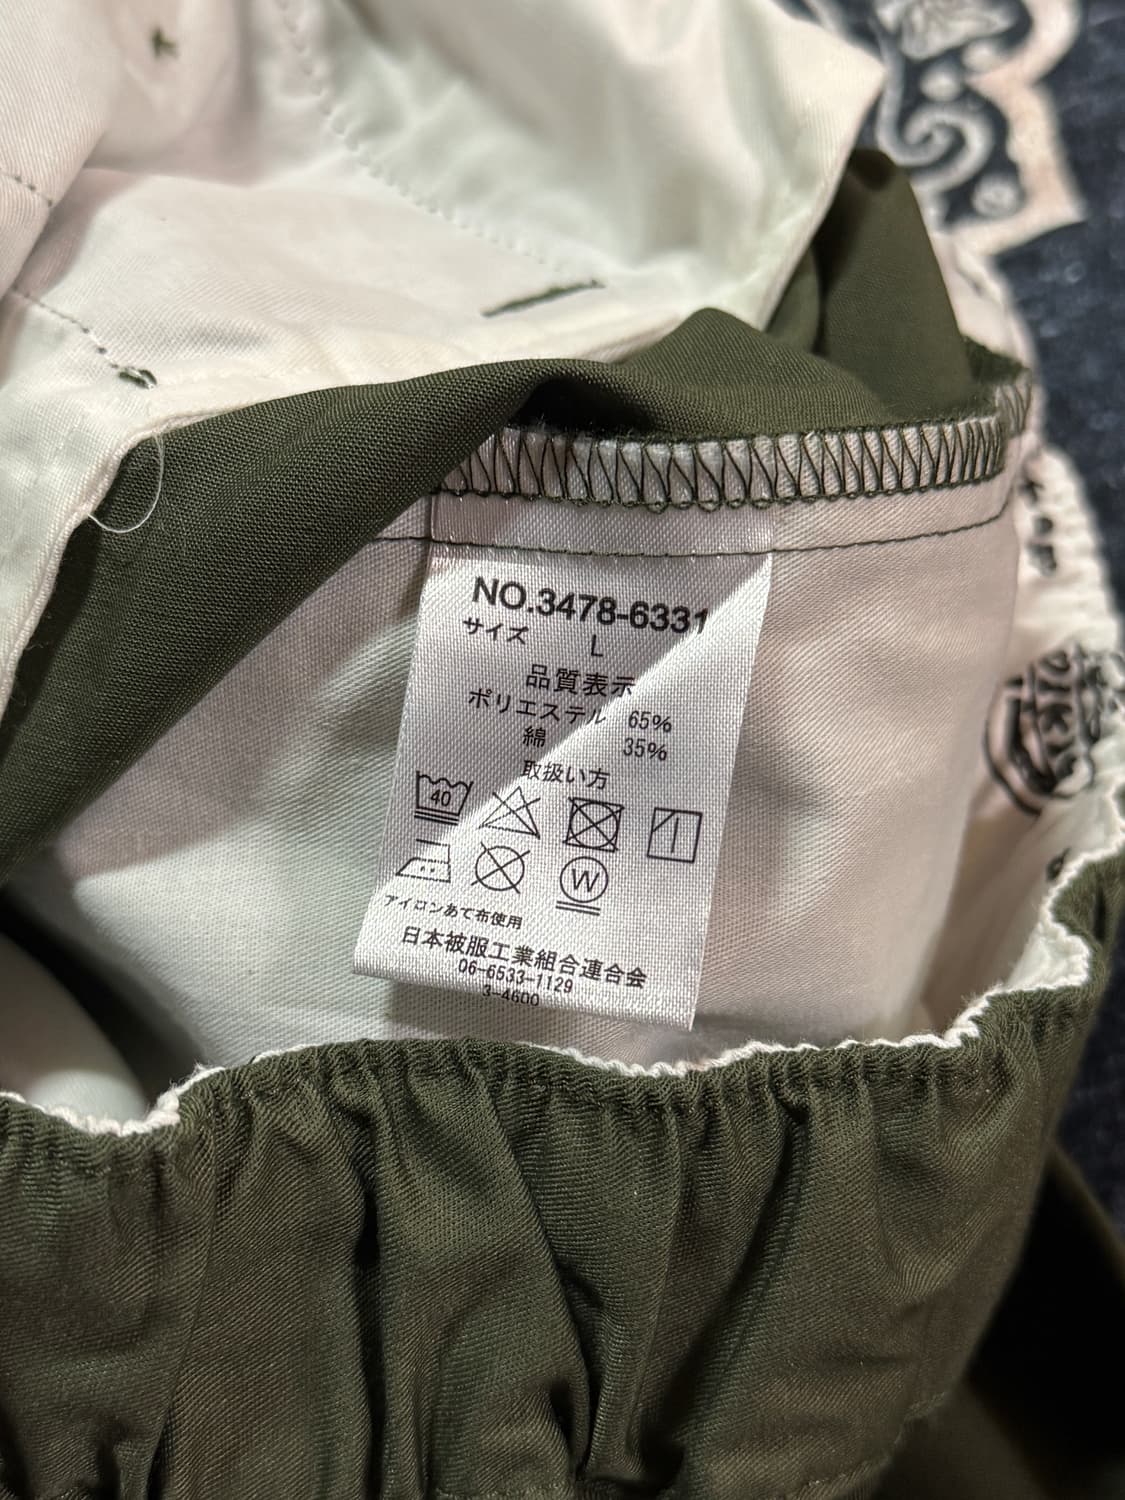 NO.3478-6331
サイズ L
品質表示
ポリエステル 65%
綿 35%
取扱い方
40
W
アイロンあて布使用
日本被服工業組合連合会
06-6533-1129
3-4600